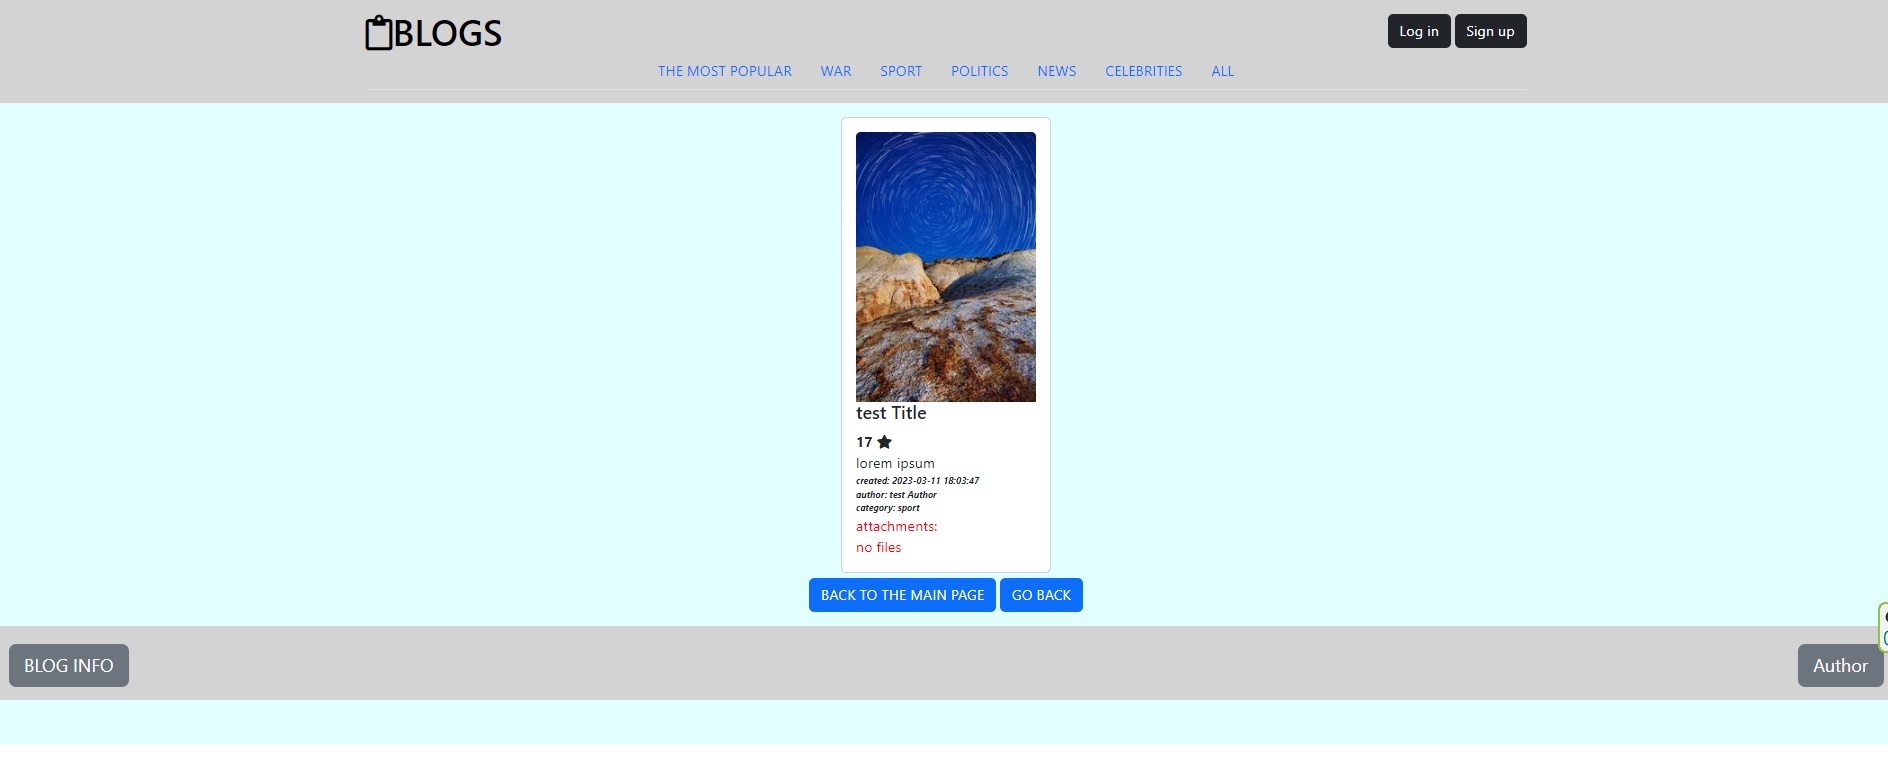 BLOGS
Log in
Sign up
THE MOST POPULAR WAR SPORT POLITICS NEWS CELEBRITIES ALL
test Title
17
lorem ipsum
created: 2023-03-11 18:03:47
author: test Author
category: sport
attachments:
no files
BACK TO THE MAIN PAGE
GO BACK
BLOG INFO
Author